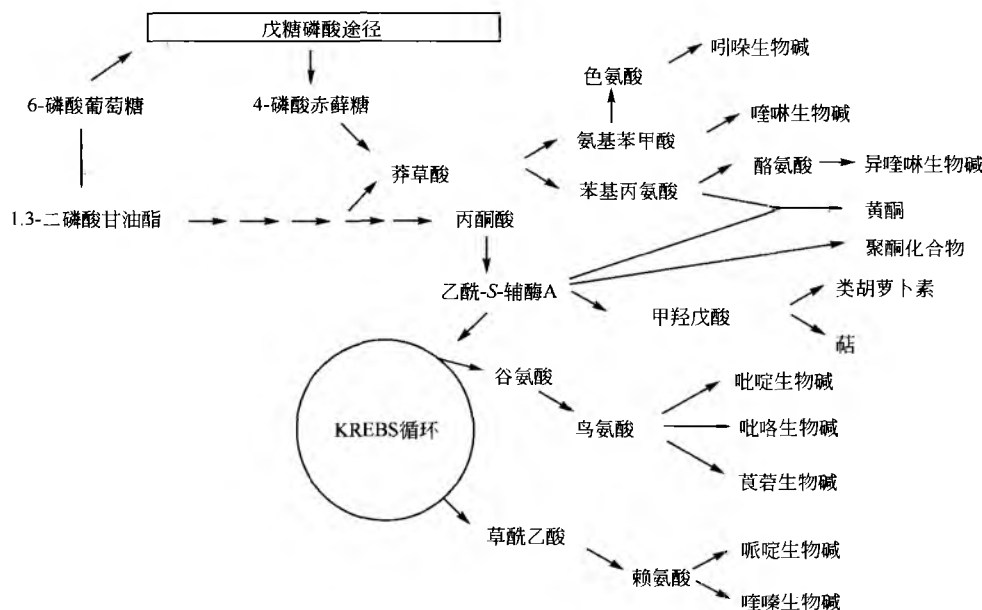 戊糖磷酸途径
吲哚生物碱
色氨酸
6-磷酸葡萄糖
4-磷酸赤藓糖
喹啉生物碱
氨基苯甲酸
莽草酸
酪氨酸
异喹啉生物碱
苯基丙氨酸
1.3-二磷酸甘油酯
丙酮酸
黄酮
聚酮化合物
乙酰-S-辅酶A
类胡萝卜素
甲羟戊酸
萜
谷氨酸
吡啶生物碱
KREBS循环
鸟氨酸
吡咯生物碱
莨菪生物碱
草酰乙酸
哌啶生物碱
赖氨酸
喹嗪生物碱